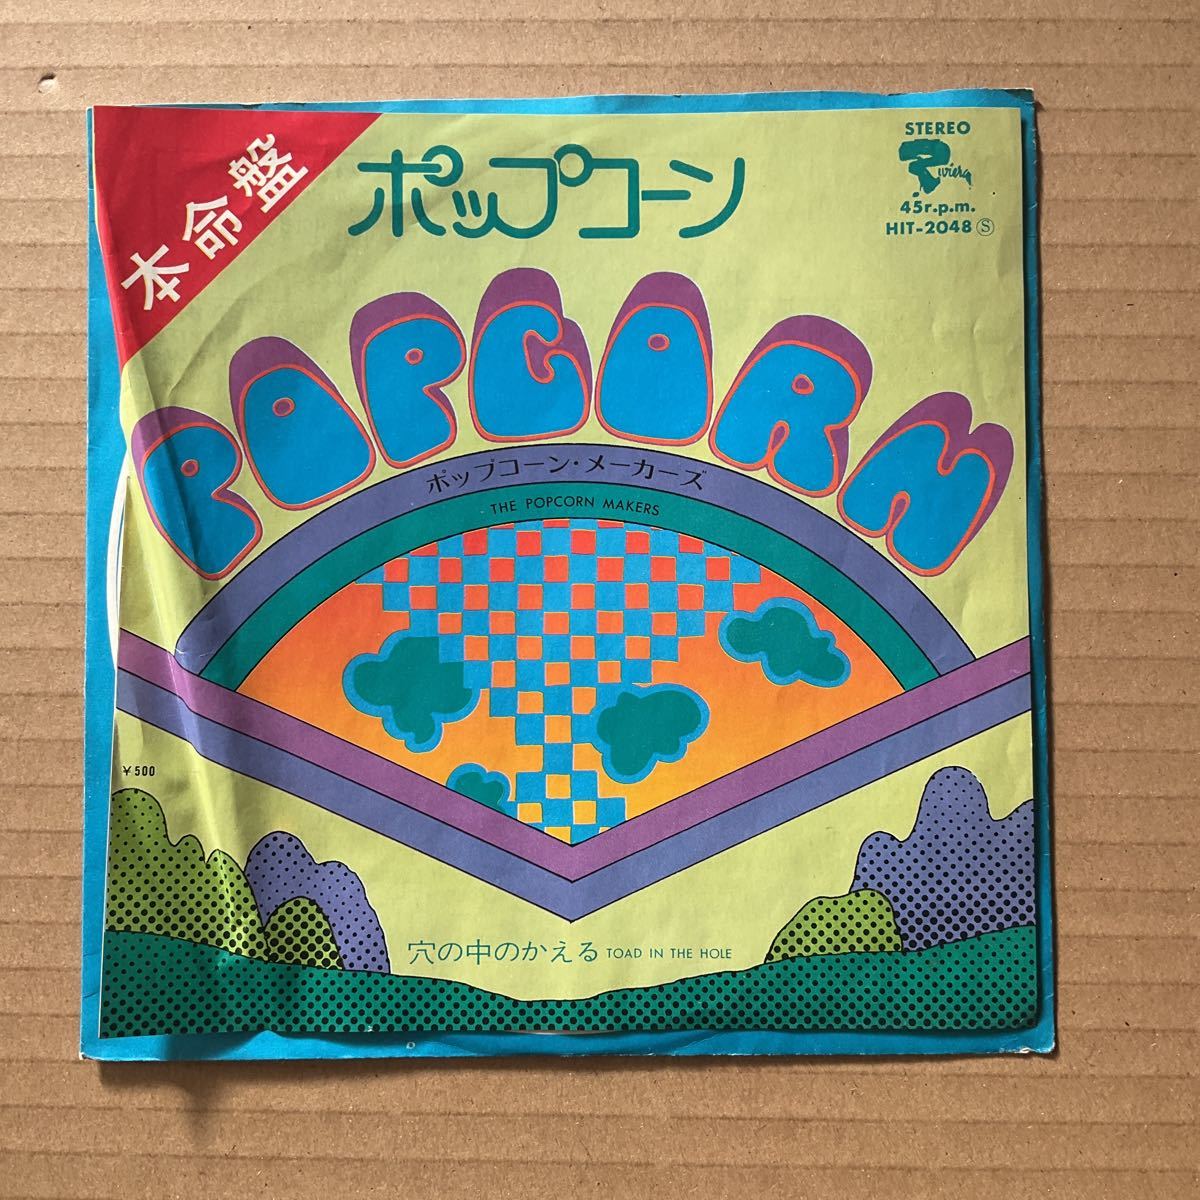 本命盤
ポップコーン
STEREO
Riviera
45r.p.m.
HIT-2048 Ⓢ
POPCORN
ポップコーン・メーカーズ
THE POPCORN MAKERS
¥500
穴の中のかえる TOAD IN THE HOLE